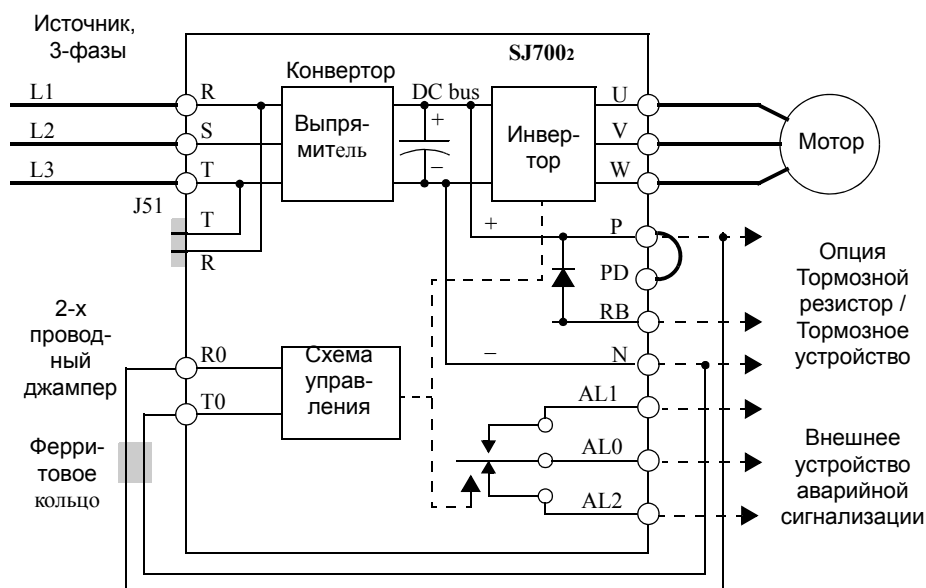 Источник,
3-фазы
SJ7002
Конвертор
L1
R
DC bus
U
L2
S
Выпря-
митель
+
–
Инвер-
тор
V
Мотор
L3
T
W
J51
T
R
+
P
PD
RB
–
N
Опция
Тормозной
резистор /
Тормозное
устройство
2-х
провод-
ный
джампер
R0
T0
Схема
управ-
ления
AL1
AL0
AL2
Ферри-
товое
кольцо
Внешнее
устройство
аварийной
сигнализации